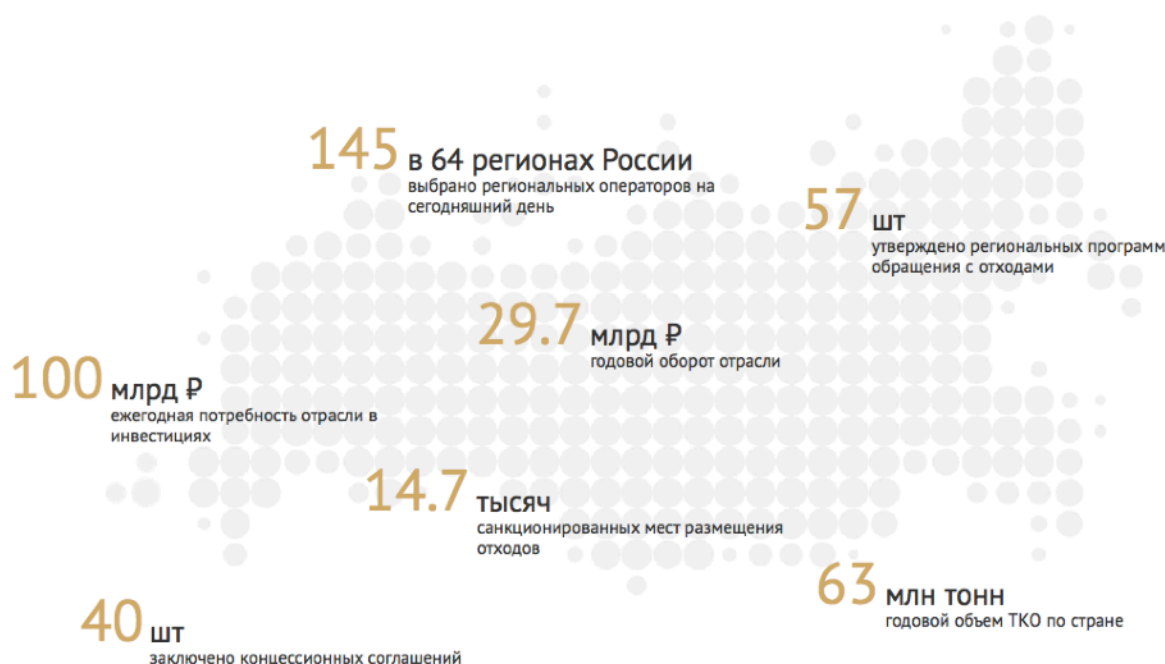 145 в 64 регионах России
выбрано региональных операторов на
сегодняшний день
57 шт
утверждено региональных программ
обращения с отходами
29.7 млрд ₽
годовой оборот отрасли
100 млрд ₽
ежегодная потребность отрасли в
инвестициях
14.7 тысяч
санкционированных мест размещения
отходов
63 млн тонн
годовой объем ТКО по стране
40 шт
заключено концессионных соглашений